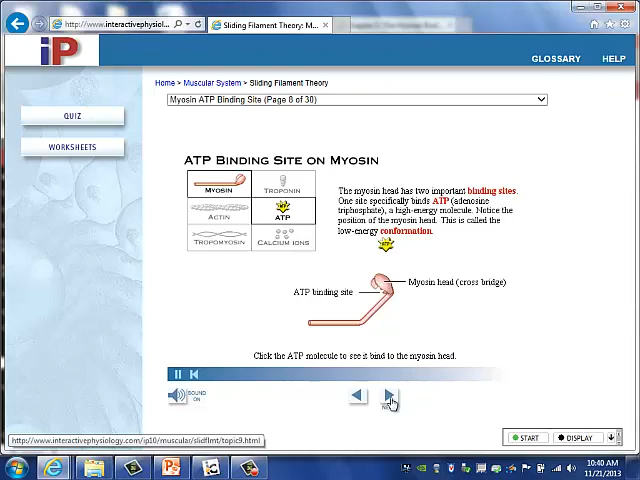 http://www.interactivephysiol...
Sliding Filament Theory: M...
iP
GLOSSARY
HELP
Home > Muscular System > Sliding Filament Theory
Myosin ATP Binding Site (Page 8 of 30)
QUIZ
WORKSHEETS
ATP BINDING SITE ON MYOSIN
MYOSIN
TROPONIN
ACTIN
ATP
TROPOMYOSIN
CALCIUM IONS
The myosin head has two important binding sites.
One site specifically binds ATP (adenosine
triphosphate), a high-energy molecule. Notice the
position of the myosin head. This is called the
low-energy conformation.
ATP
Myosin head (cross bridge)
ATP binding site
Click the ATP molecule to see it bind to the myosin head.
SOUND
ON
http://www.interactivephysiology.com/ip10/muscular/slidflmt/topic9.html
START
DISPLAY
10:40 AM
11/21/2013